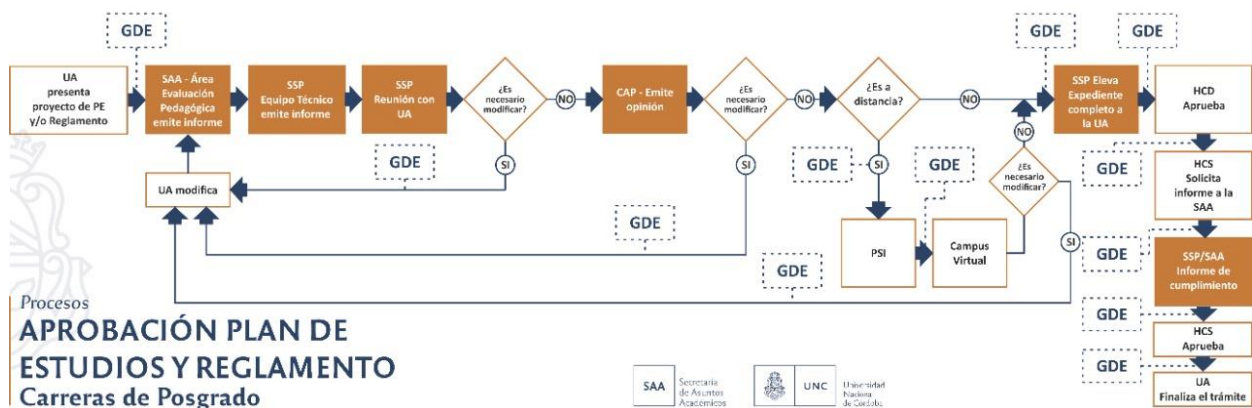 GDE
GDE
GDE
UA
presenta
proyecto de PE
y/o Reglamento
SAA - Área
Evaluación
Pedagógica
emite informe
SSP
Equipo Técnico
emite informe
SSP
Reunión con
UA
¿Es
necesario
modificar?
NO
CAP - Emite
opinión
¿Es
necesario
modificar?
NO
¿Es a
distancia?
NO
SSP Eleva
Expediente
completo a
la UA
HCD
Aprueba
SI
GDE
SI
GDE
SI
GDE
NO
¿Es
necesario
modificar?
GDE
UA modifica
HCS
Solicita
informe a la
SAA
GDE
PSI
Campus
Virtual
SI
GDE
SSP/SAA
Informe de
cumplimiento
GDE
GDE
HCS
Aprueba
GDE
UA
Finaliza el trámite
Procesos
APROBACIÓN PLAN DE
ESTUDIOS Y REGLAMENTO
Carreras de Posgrado
SAA
Secretaría
de Asuntos
Académicos
UNC
Universidad
Nacional
de Córdoba